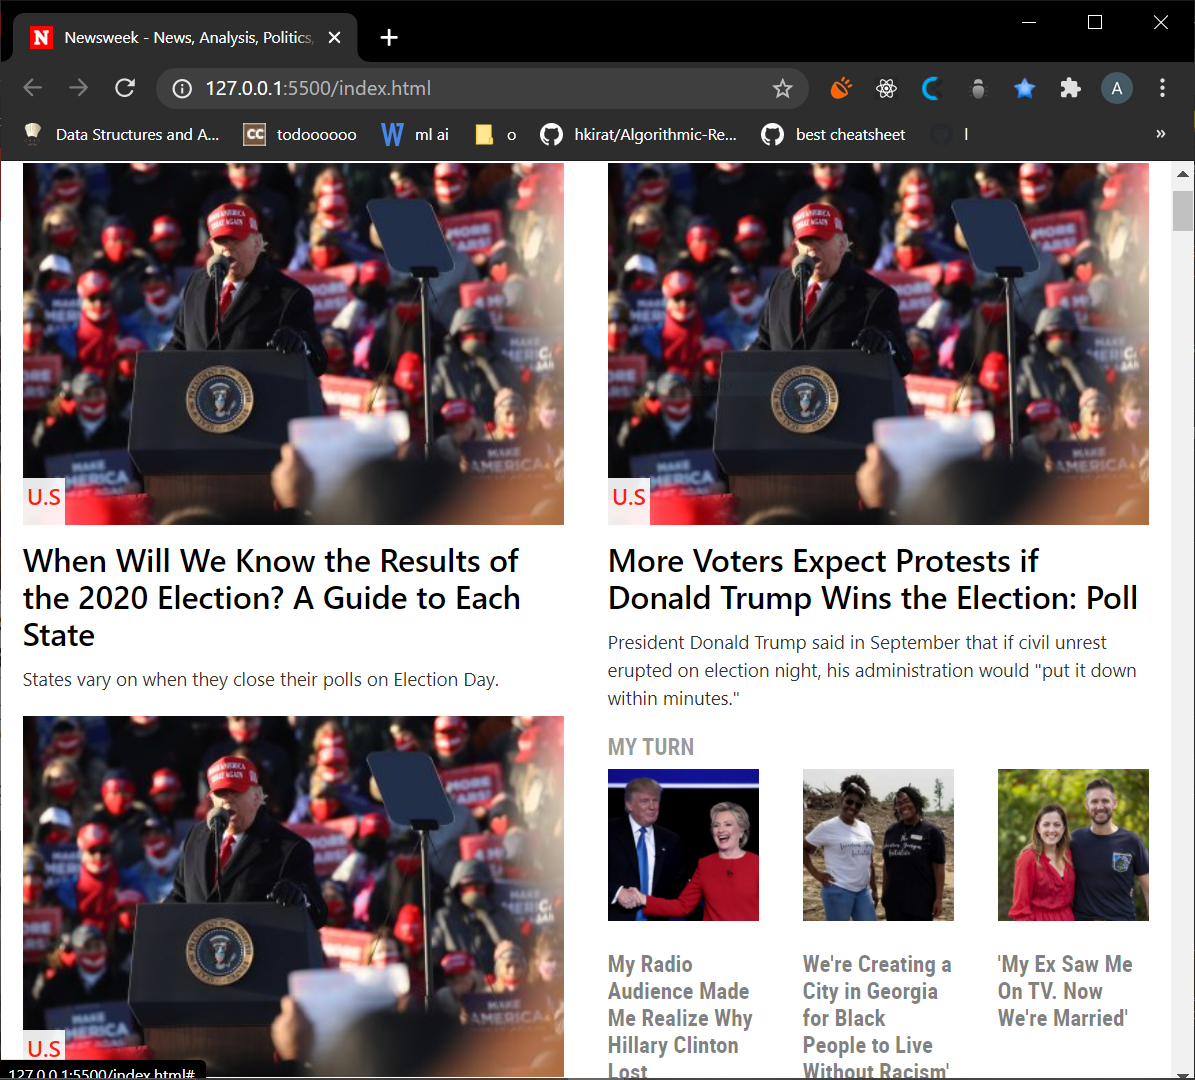 N Newsweek - News, Analysis, Politics,
127.0.0.1:5500/index.html
A
Data Structures and A...
CC
todoooooo
W
ml ai
o
hkirat/Algorithmic-Re...
best cheatsheet
l
»
U.S
When Will We Know the Results of
the 2020 Election? A Guide to Each
State
States vary on when they close their polls on Election Day.
U.S
127.0.0.1:5500/index.html#
U.S
More Voters Expect Protests if
Donald Trump Wins the Election: Poll
President Donald Trump said in September that if civil unrest
erupted on election night, his administration would "put it down
within minutes."
MY TURN
My Radio
Audience Made
Me Realize Why
Hillary Clinton
Lost
We're Creating a
City in Georgia
for Black
People to Live
Without Racism'
'My Ex Saw Me
On TV. Now
We're Married'